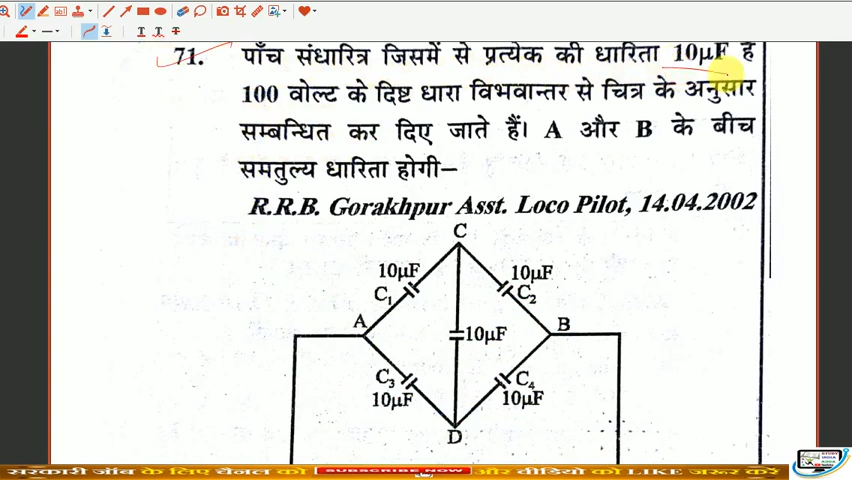 71. पाँच संधारित्र जिसमें से प्रत्येक की धारिता 10μF है
100 वोल्ट के दिष्ट धारा विभवान्तर से चित्र के अनुसार
सम्बन्धित कर दिए जाते हैं। A और B के बीच
समतुल्य धारिता होगी–
R.R.B. Gorakhpur Asst. Loco Pilot, 14.04.2002
C
10μF 10μF
C₁ C₂
A B
10μF
C₃ C₄
10μF 10μF
D
सरकारी जॉब के लिए चैनल को SUBSCRIBE NOW और वीडियो को LIKE जरूर करें